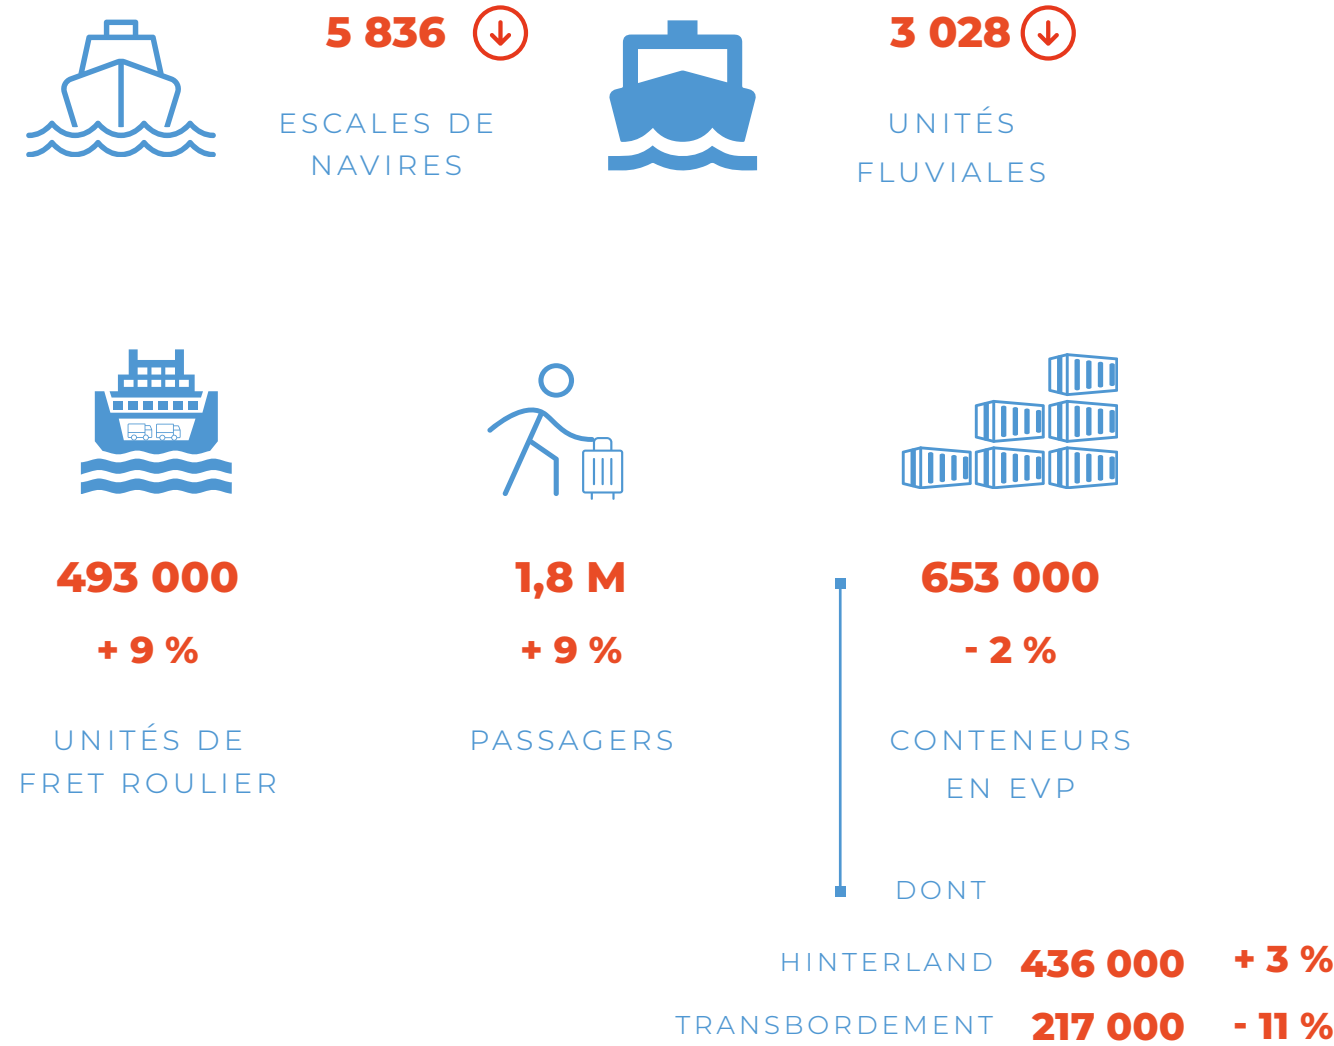 5 836
ESCALES DE
NAVIRES
3 028
UNITÉS
FLUVIALES
493 000
+ 9 %
UNITÉS DE
FRET ROULIER
1,8 M
+ 9 %
PASSAGERS
653 000
- 2 %
CONTENEURS
EN EVP
DONT
HINTERLAND 436 000 + 3 %
TRANSBORDEMENT 217 000 - 11 %